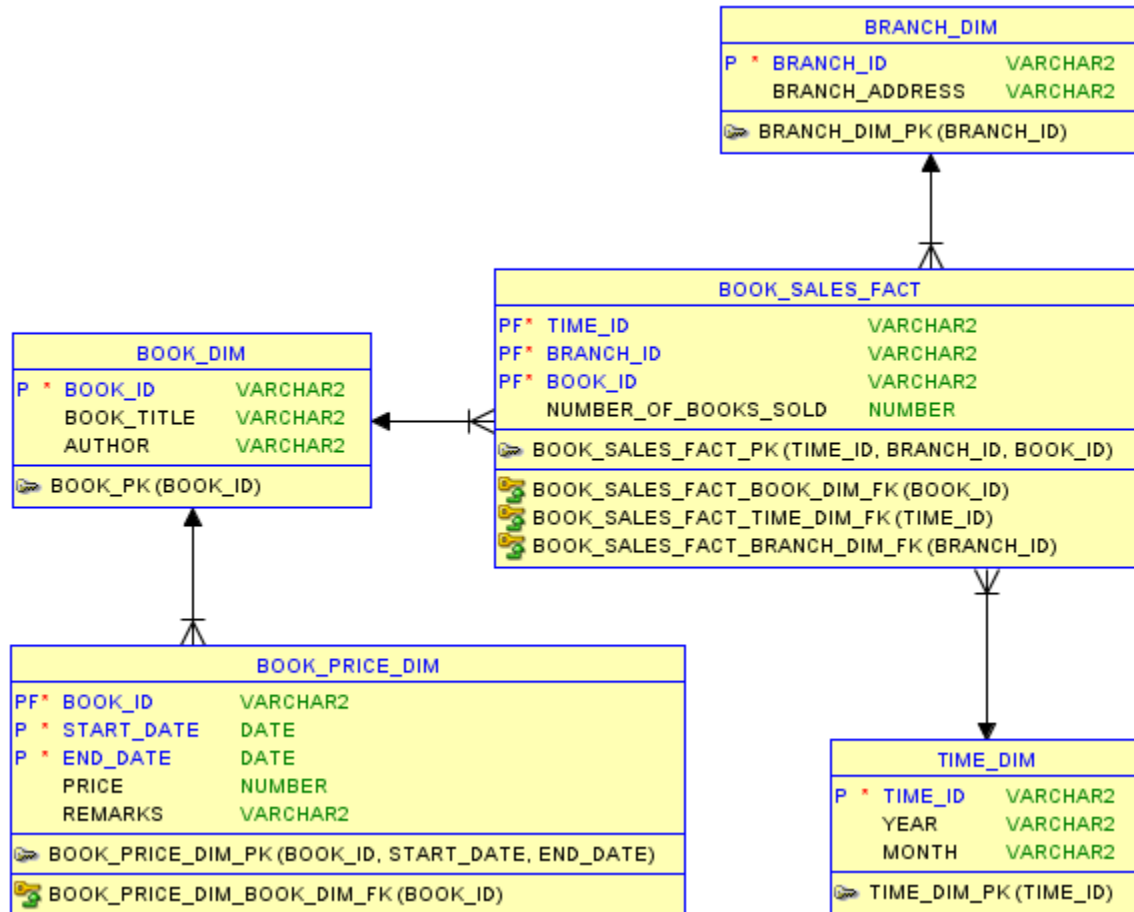 BRANCH_DIM
P * BRANCH_ID VARCHAR2
BRANCH_ADDRESS VARCHAR2
BRANCH_DIM_PK (BRANCH_ID)
BOOK_SALES_FACT
PF* TIME_ID VARCHAR2
PF* BRANCH_ID VARCHAR2
PF* BOOK_ID VARCHAR2
NUMBER_OF_BOOKS_SOLD NUMBER
BOOK_SALES_FACT_PK (TIME_ID, BRANCH_ID, BOOK_ID)
BOOK_SALES_FACT_BOOK_DIM_FK (BOOK_ID)
BOOK_SALES_FACT_TIME_DIM_FK (TIME_ID)
BOOK_SALES_FACT_BRANCH_DIM_FK (BRANCH_ID)
BOOK_DIM
P * BOOK_ID VARCHAR2
BOOK_TITLE VARCHAR2
AUTHOR VARCHAR2
BOOK_PK (BOOK_ID)
BOOK_PRICE_DIM
PF* BOOK_ID VARCHAR2
P * START_DATE DATE
P * END_DATE DATE
PRICE NUMBER
REMARKS VARCHAR2
BOOK_PRICE_DIM_PK (BOOK_ID, START_DATE, END_DATE)
BOOK_PRICE_DIM_BOOK_DIM_FK (BOOK_ID)
TIME_DIM
P * TIME_ID VARCHAR2
YEAR VARCHAR2
MONTH VARCHAR2
TIME_DIM_PK (TIME_ID)